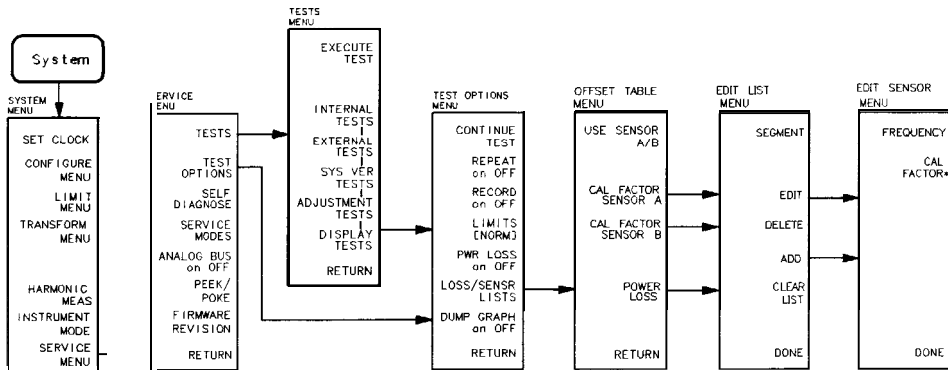 System
SYSTEM
MENU
SET CLOCK
CONFIGURE
MENU
LIMIT
MENU
TRANSFORM
MENU
HARMONIC
MEAS
INSTRUMENT
MODE
SERVICE
MENU
ERVICE
ENU
TESTS
TEST
OPTIONS
SELF
DIAGNOSE
SERVICE
MODES
ANALOG BUS
on OFF
PEEK/
POKE
FIRMWARE
REVISION
RETURN
TESTS
MENU
EXECUTE
TEST
INTERNAL
TESTS
EXTERNAL
TESTS
SYS VER
TESTS
ADJUSTMENT
TESTS
DISPLAY
TESTS
RETURN
TEST OPTIONS
MENU
CONTINUE
TEST
REPEAT
on OFF
RECORD
on OFF
LIMITS
[NORM]
PWR LOSS
on OFF
LOSS/SENSR
LISTS
DUMP GRAPH
on OFF
RETURN
OFFSET TABLE
MENU
USE SENSOR
A/B
CAL FACTOR
SENSOR A
CAL FACTOR
SENSOR B
POWER
LOSS
RETURN
EDIT LIST
MENU
SEGMENT
EDIT
DELETE
ADD
CLEAR
LIST
DONE
EDIT SENSOR
MENU
FREQUENCY
CAL
FACTOR*
DONE